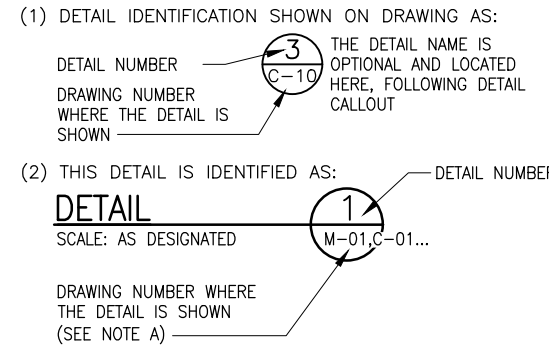 (1) DETAIL IDENTIFICATION SHOWN ON DRAWING AS:
3
C-10
DETAIL NUMBER
DRAWING NUMBER
WHERE THE DETAIL IS
SHOWN
THE DETAIL NAME IS
OPTIONAL AND LOCATED
HERE, FOLLOWING DETAIL
CALLOUT
(2) THIS DETAIL IS IDENTIFIED AS:
DETAIL NUMBER
DETAIL
1
SCALE: AS DESIGNATED
M-01,C-01...
DRAWING NUMBER WHERE
THE DETAIL IS SHOWN
(SEE NOTE A)